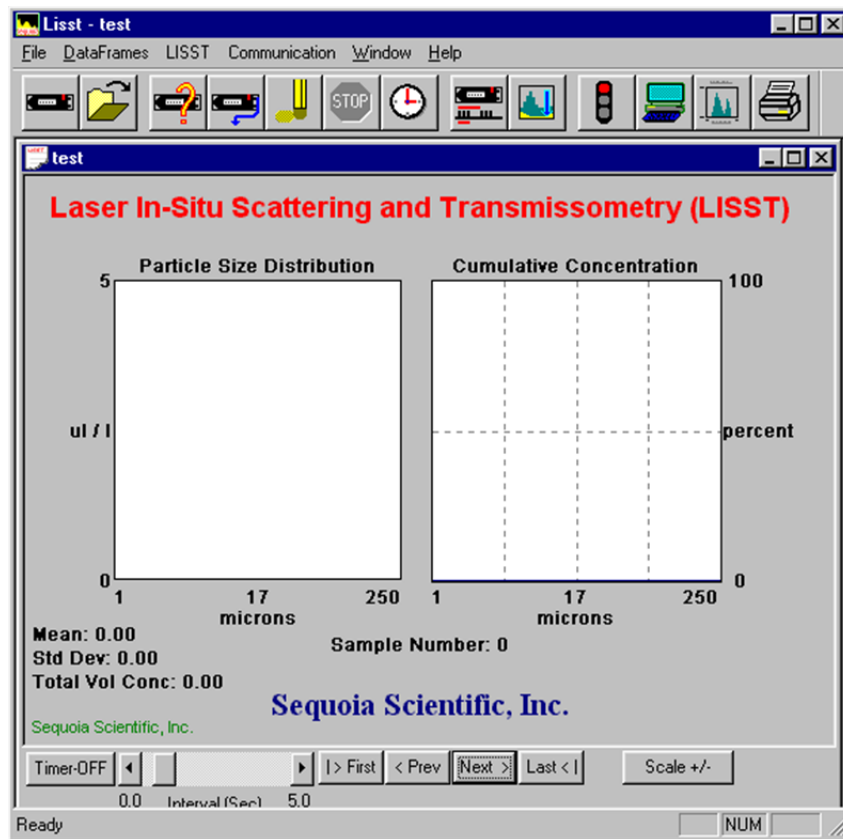 Lisst - test
File DataFrames LISST Communication Window Help
STOP
test
Laser In-Situ Scattering and Transmissometry (LISST)
Particle Size Distribution Cumulative Concentration
5 100
ul / l percent
0 0
1 17 250 1 17 250
microns microns
Mean: 0.00
Sample Number: 0
Std Dev: 0.00
Total Vol Conc: 0.00
Sequoia Scientific, Inc.
Sequoia Scientific, Inc.
Timer-OFF |> First < Prev Next > Last <| Scale +/-
0.0 Interval (Sec) 5.0
Ready NUM